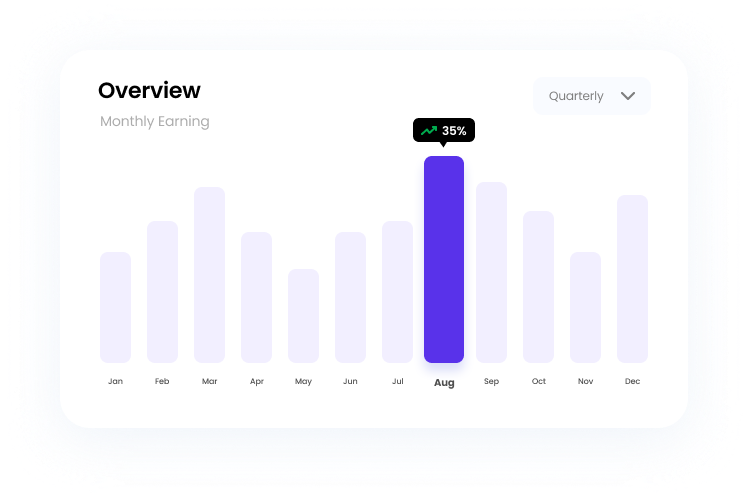 Overview
Quarterly
Monthly Earning
35%
Jan Feb Mar Apr May Jun Jul Aug Sep Oct Nov Dec